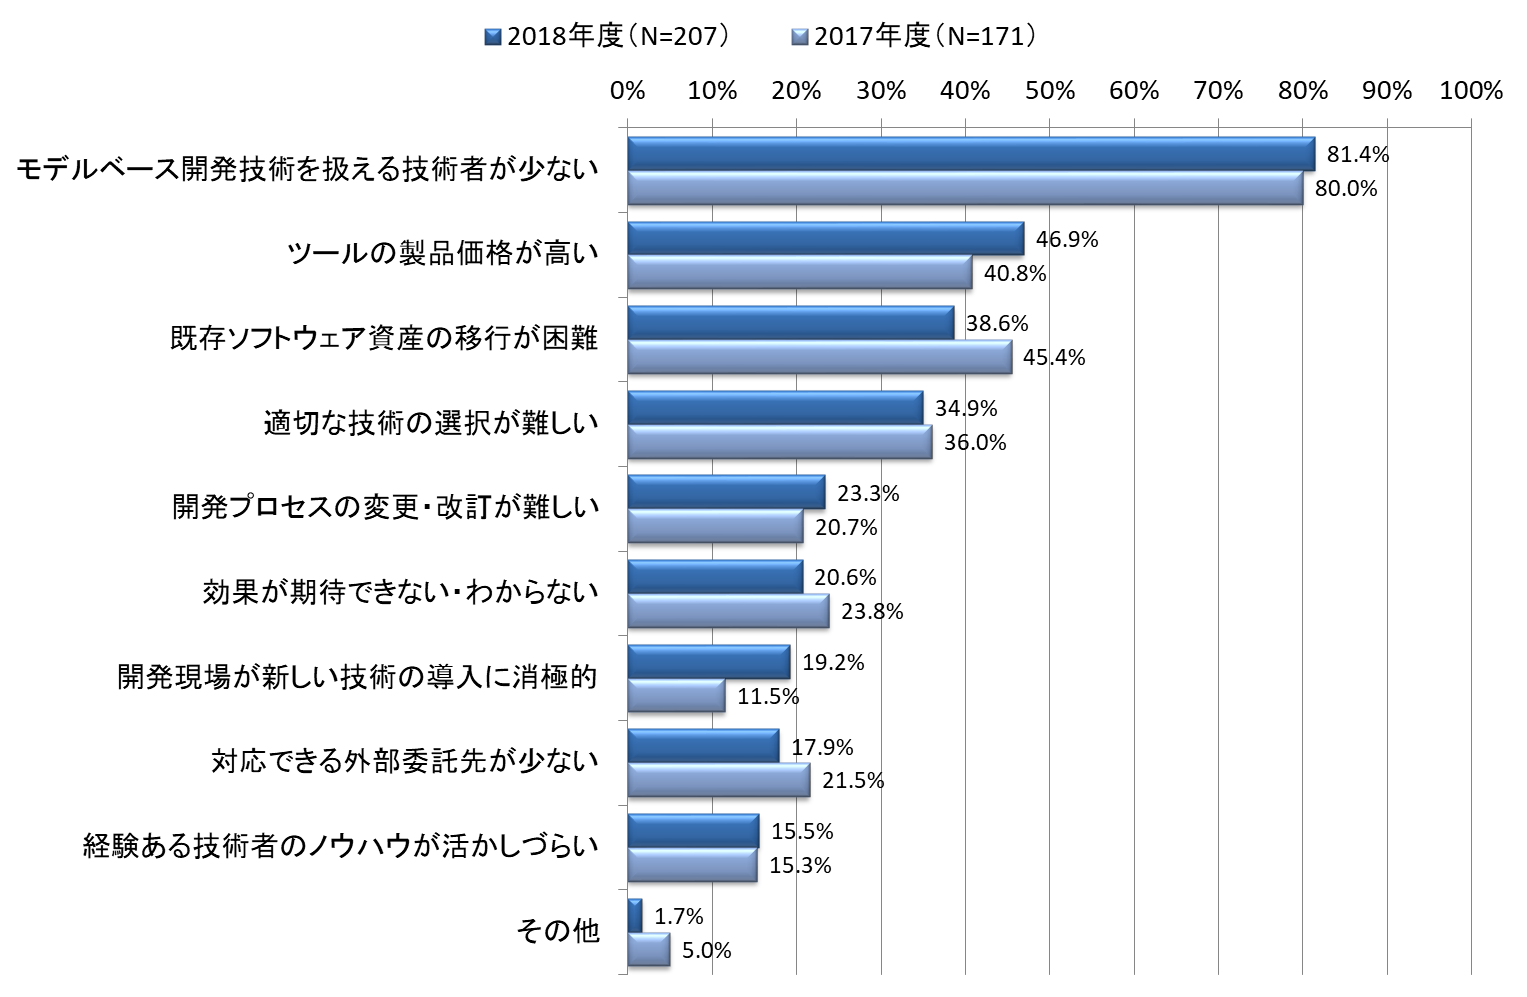 2018年度（N=207） 2017年度（N=171）
0% 10% 20% 30% 40% 50% 60% 70% 80% 90% 100%
モデルベース開発技術を扱える技術者が少ない
81.4%
80.0%
ツールの製品価格が高い
46.9%
40.8%
既存ソフトウェア資産の移行が困難
38.6%
45.4%
適切な技術の選択が難しい
34.9%
36.0%
開発プロセスの変更・改訂が難しい
23.3%
20.7%
効果が期待できない・わからない
20.6%
23.8%
開発現場が新しい技術の導入に消極的
19.2%
11.5%
対応できる外部委託先が少ない
17.9%
21.5%
経験ある技術者のノウハウが活かしづらい
15.5%
15.3%
その他
1.7%
5.0%